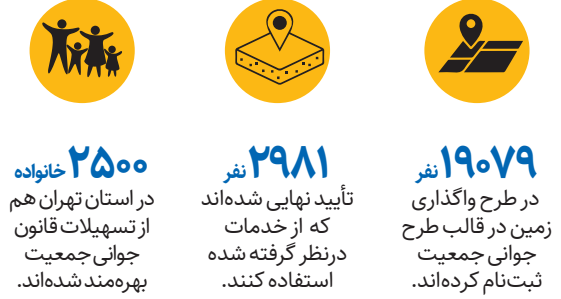 ۱۹۰۷۹ نفر
در طرح واگذاری
زمین در قالب طرح
جوانی جمعیت
ثبت‌نام کرده‌اند.
۲۹۸۱ نفر
تأیید نهایی شده‌اند
که از خدمات
درنظر گرفته شده
استفاده کنند.
۲۵۰۰ خانواده
در استان تهران هم
از تسهیلات قانون
جوانی جمعیت
بهره‌مند شده‌اند.